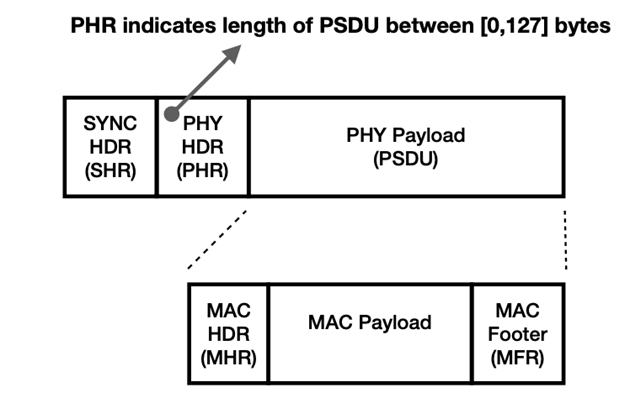 PHR indicates length of PSDU between [0,127] bytes
SYNC
HDR
(SHR)
PHY
HDR
(PHR)
PHY Payload
(PSDU)
MAC
HDR
(MHR)
MAC Payload
MAC
Footer
(MFR)